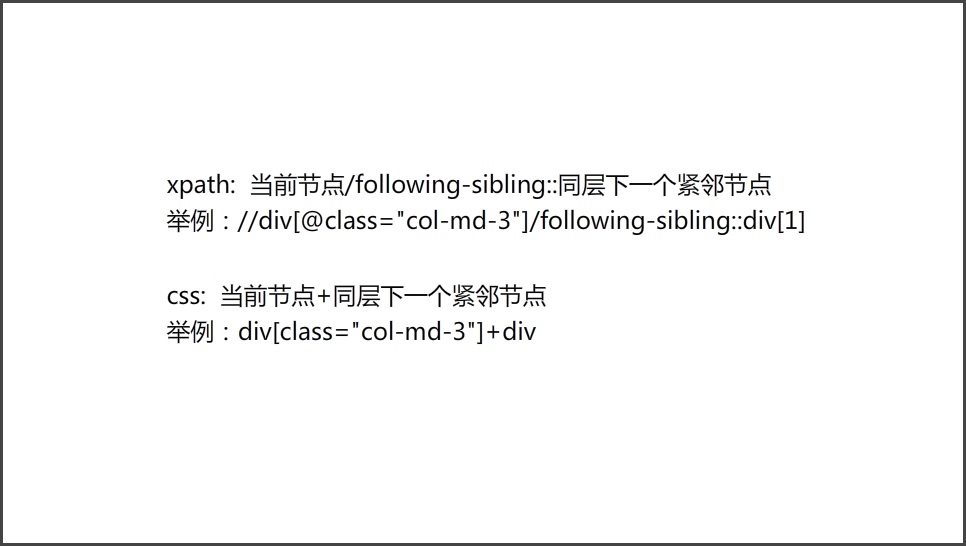 xpath:  当前节点/following-sibling::同层下一个紧邻节点
举例：//div[@class="col-md-3"]/following-sibling::div[1]
css:  当前节点+同层下一个紧邻节点
举例：div[class="col-md-3"]+div